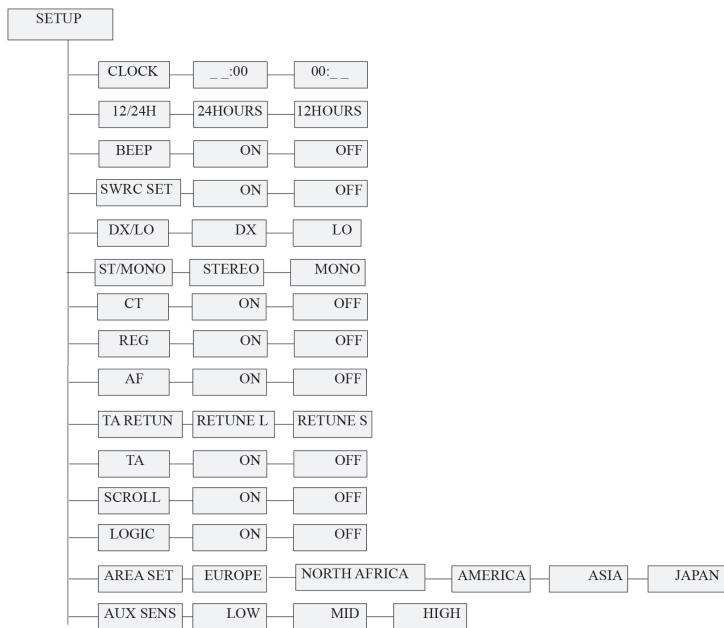 SETUP
CLOCK _ _:00 00:_ _
12/24H 24HOURS 12HOURS
BEEP ON OFF
SWRC SET ON OFF
DX/LO DX LO
ST/MONO STEREO MONO
CT ON OFF
REG ON OFF
AF ON OFF
TA RETUN RETUNE L RETUNE S
TA ON OFF
SCROLL ON OFF
LOGIC ON OFF
AREA SET EUROPE NORTH AFRICA AMERICA ASIA JAPAN
AUX SENS LOW MID HIGH